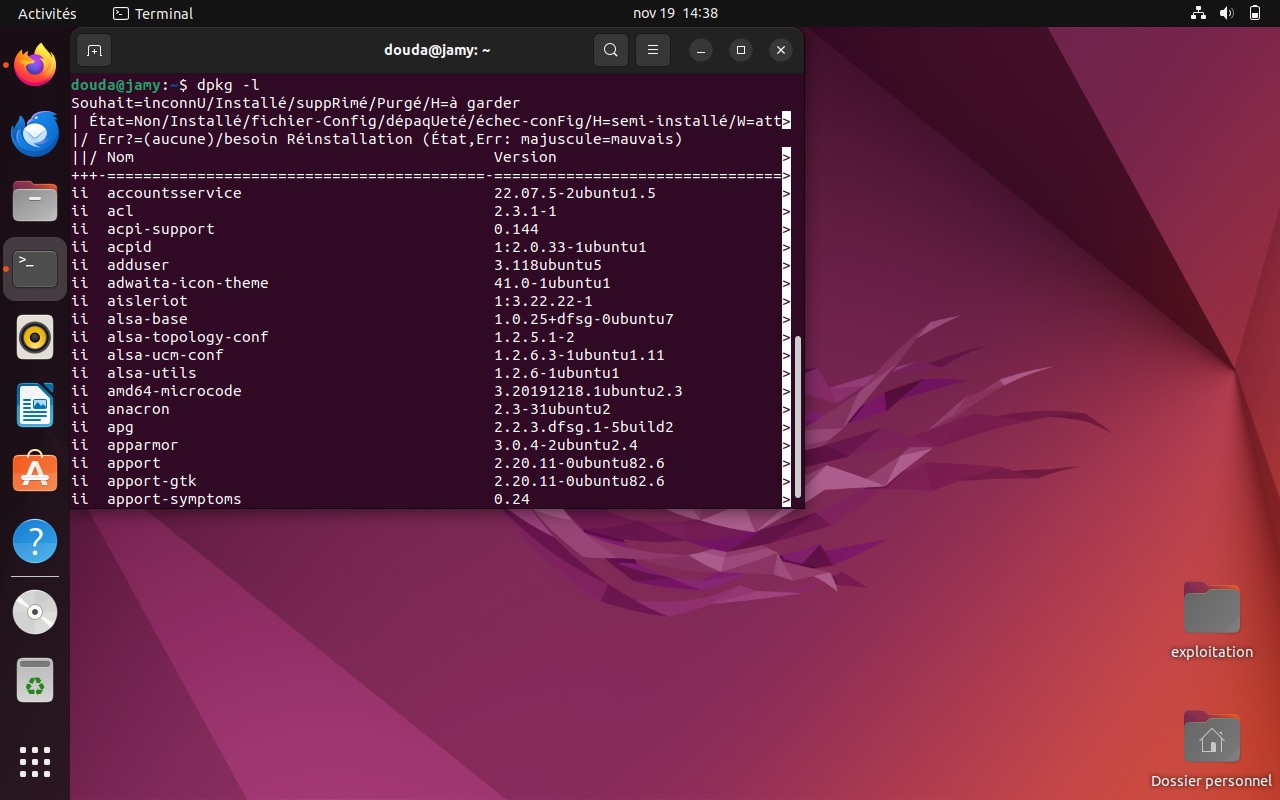 Activités
Terminal
nov 19 14:38
douda@jamy: ~
douda@jamy:~$ dpkg -l
Souhait=inconnU/Installé/suppRimé/Purgé/H=à garder
| État=Non/Installé/fichier-Config/dépaqUeté/échec-conFig/H=semi-installé/W=att>
|/ Err?=(aucune)/besoin Réinstallation (État,Err: majuscule=mauvais)
||/ Nom                                        Version                         >
+++-==========================================-================================>
ii  accountsservice                            22.07.5-2ubuntu1.5              >
ii  acl                                        2.3.1-1                         >
ii  acpi-support                               0.144                           >
ii  acpid                                      1:2.0.33-1ubuntu1               >
ii  adduser                                    3.118ubuntu5                    >
ii  adwaita-icon-theme                         41.0-1ubuntu1                   >
ii  aisleriot                                  1:3.22.22-1                     >
ii  alsa-base                                  1.0.25+dfsg-0ubuntu7            >
ii  alsa-topology-conf                         1.2.5.1-2                       >
ii  alsa-ucm-conf                              1.2.6.3-1ubuntu1.11             >
ii  alsa-utils                                 1.2.6-1ubuntu1                  >
ii  amd64-microcode                            3.20191218.1ubuntu2.3           >
ii  anacron                                    2.3-31ubuntu2                   >
ii  apg                                        2.2.3.dfsg.1-5build2            >
ii  apparmor                                   3.0.4-2ubuntu2.4                >
ii  apport                                     2.20.11-0ubuntu82.6             >
ii  apport-gtk                                 2.20.11-0ubuntu82.6             >
ii  apport-symptoms                            0.24                            >
exploitation
Dossier personnel